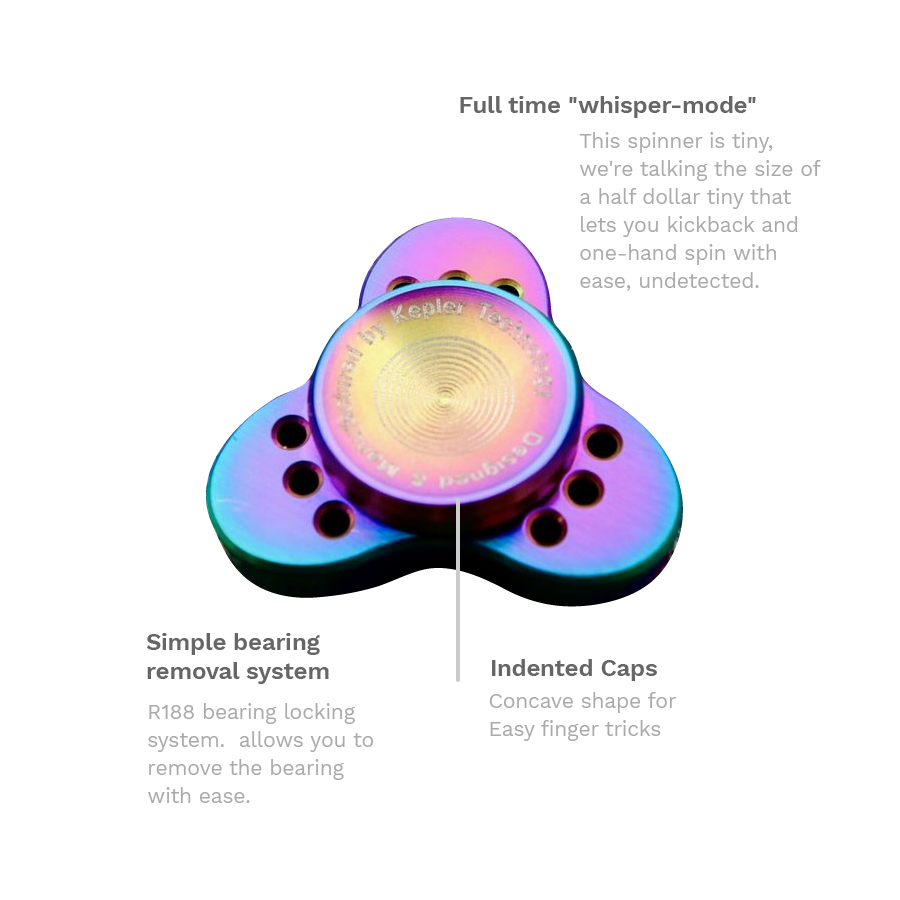 Full time "whisper-mode"
This spinner is tiny,
we're talking the size of
a half dollar tiny that
lets you kickback and
one-hand spin with
ease, undetected.
Designed & by Kepler
Simple bearing
removal system
R188 bearing locking
system.  allows you to
remove the bearing
with ease.
Indented Caps
Concave shape for
Easy finger tricks